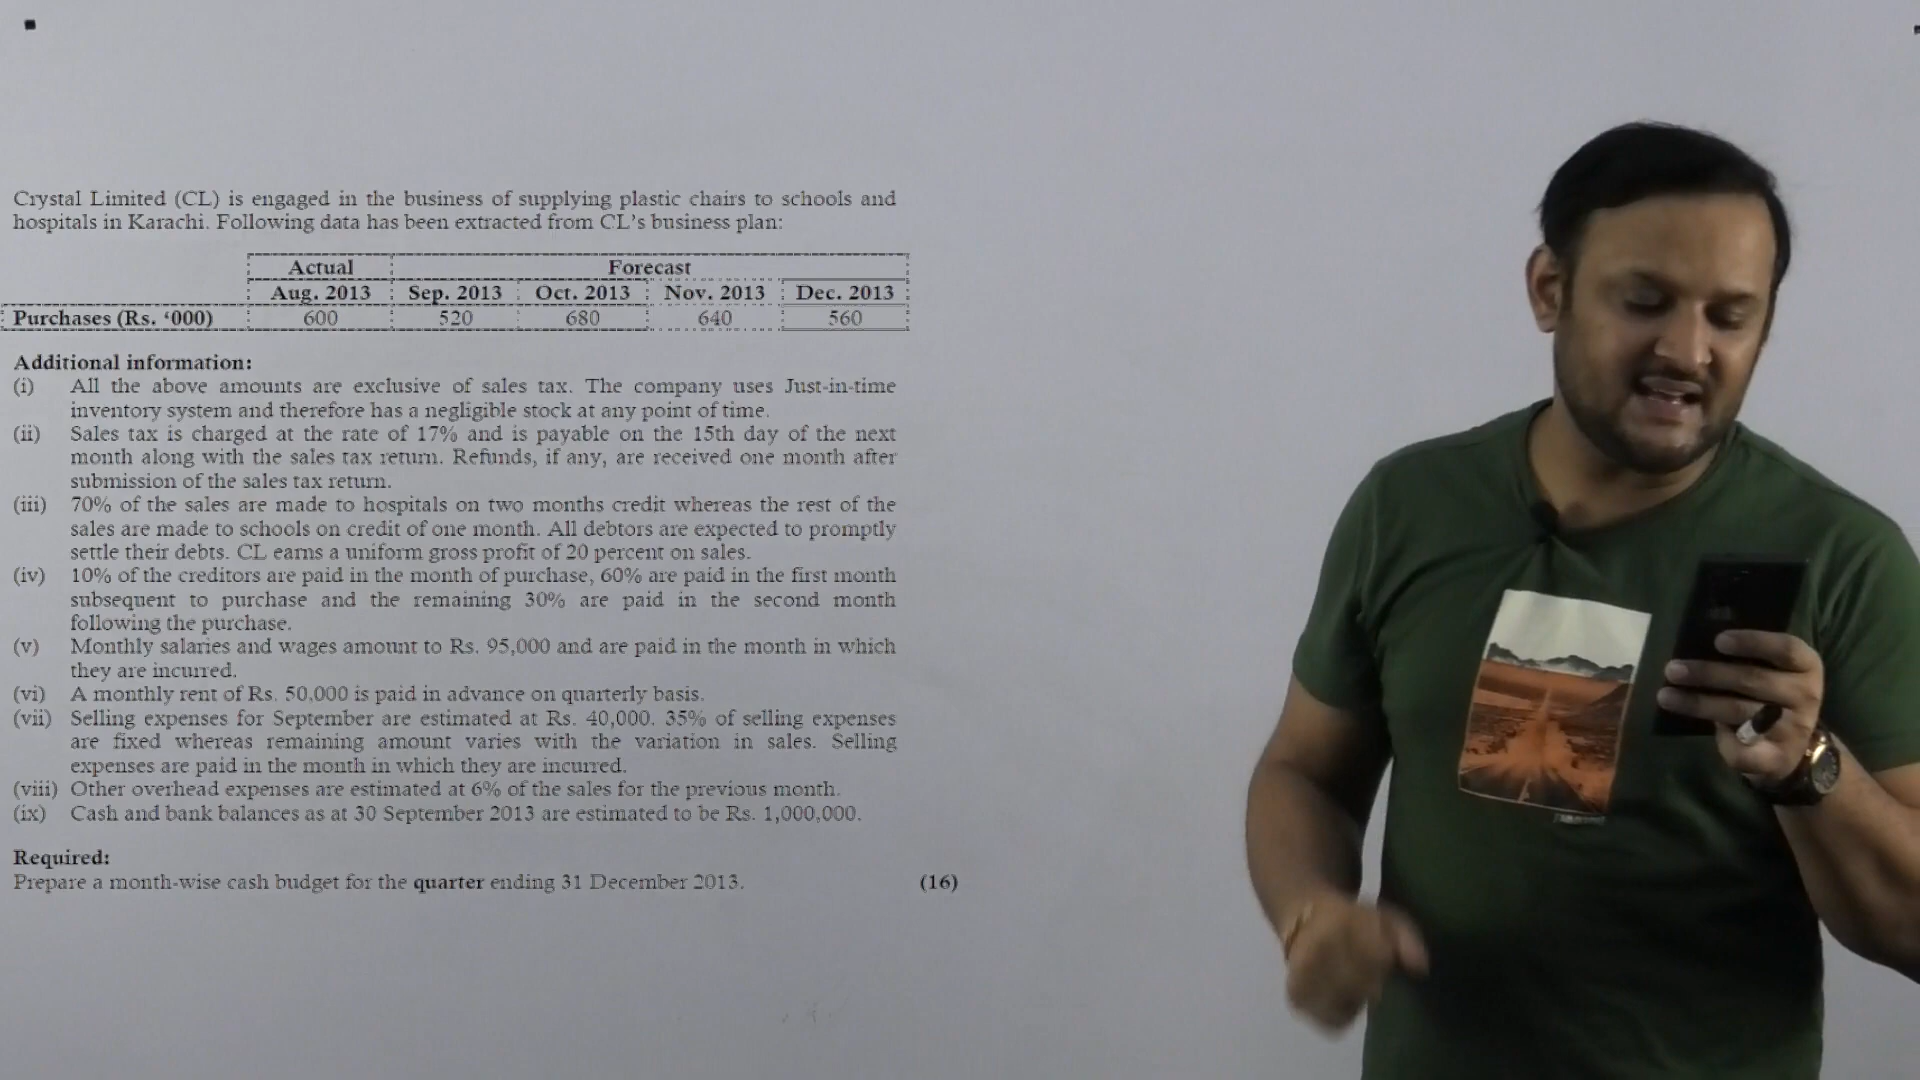 Crystal Limited (CL) is engaged in the business of supplying plastic chairs to schools and
hospitals in Karachi. Following data has been extracted from CL's business plan:
Actual Forecast
Aug. 2013 Sep. 2013 Oct. 2013 Nov. 2013 Dec. 2013
Purchases (Rs. '000) 600 520 680 640 560
Additional information:
(i) All the above amounts are exclusive of sales tax. The company uses Just-in-time
inventory system and therefore has a negligible stock at any point of time.
(ii) Sales tax is charged at the rate of 17% and is payable on the 15th day of the next
month along with the sales tax return. Refunds, if any, are received one month after
submission of the sales tax return.
(iii) 70% of the sales are made to hospitals on two months credit whereas the rest of the
sales are made to schools on credit of one month. All debtors are expected to promptly
settle their debts. CL earns a uniform gross profit of 20 percent on sales.
(iv) 10% of the creditors are paid in the month of purchase, 60% are paid in the first month
subsequent to purchase and the remaining 30% are paid in the second month
following the purchase.
(v) Monthly salaries and wages amount to Rs. 95,000 and are paid in the month in which
they are incurred.
(vi) A monthly rent of Rs. 50,000 is paid in advance on quarterly basis.
(vii) Selling expenses for September are estimated at Rs. 40,000. 35% of selling expenses
are fixed whereas remaining amount varies with the variation in sales. Selling
expenses are paid in the month in which they are incurred.
(viii) Other overhead expenses are estimated at 6% of the sales for the previous month.
(ix) Cash and bank balances as at 30 September 2013 are estimated to be Rs. 1,000,000.
Required:
Prepare a month-wise cash budget for the quarter ending 31 December 2013. (16)